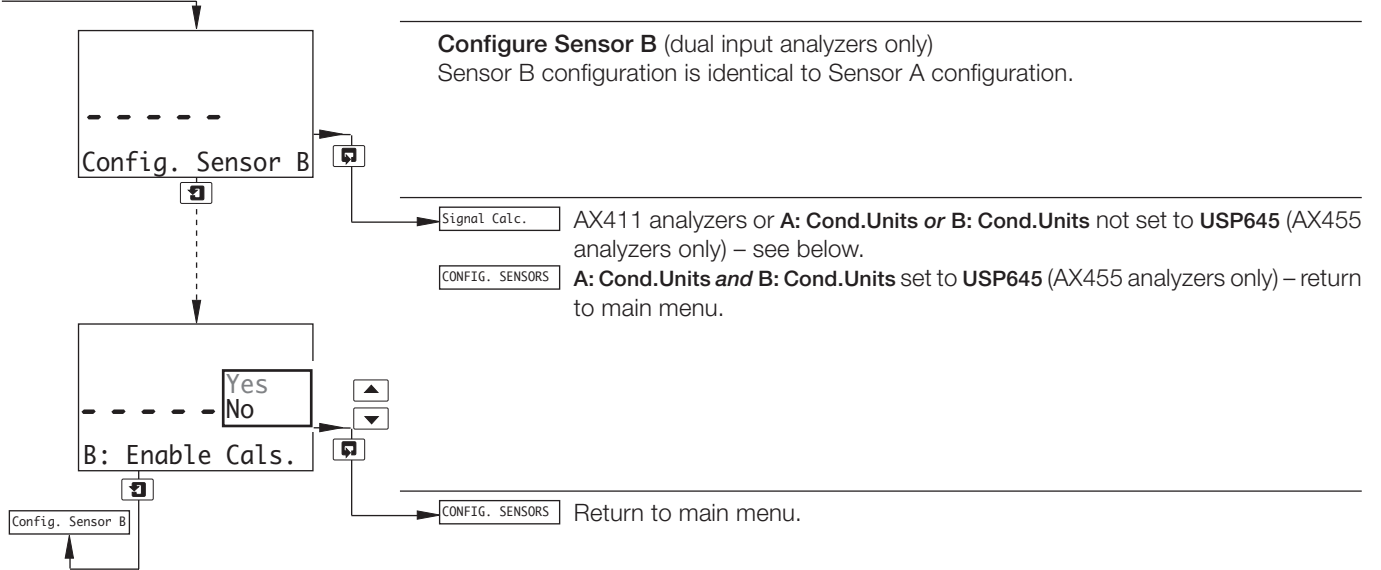 Configure Sensor B (dual input analyzers only)
Sensor B configuration is identical to Sensor A configuration.
- - - - -
Config. Sensor B
Signal Calc.
AX411 analyzers or A: Cond.Units or B: Cond.Units not set to USP645 (AX455
analyzers only) – see below.
CONFIG. SENSORS
A: Cond.Units and B: Cond.Units set to USP645 (AX455 analyzers only) – return
to main menu.
Yes
- - - - - No
B: Enable Cals.
Config. Sensor B
CONFIG. SENSORS
Return to main menu.